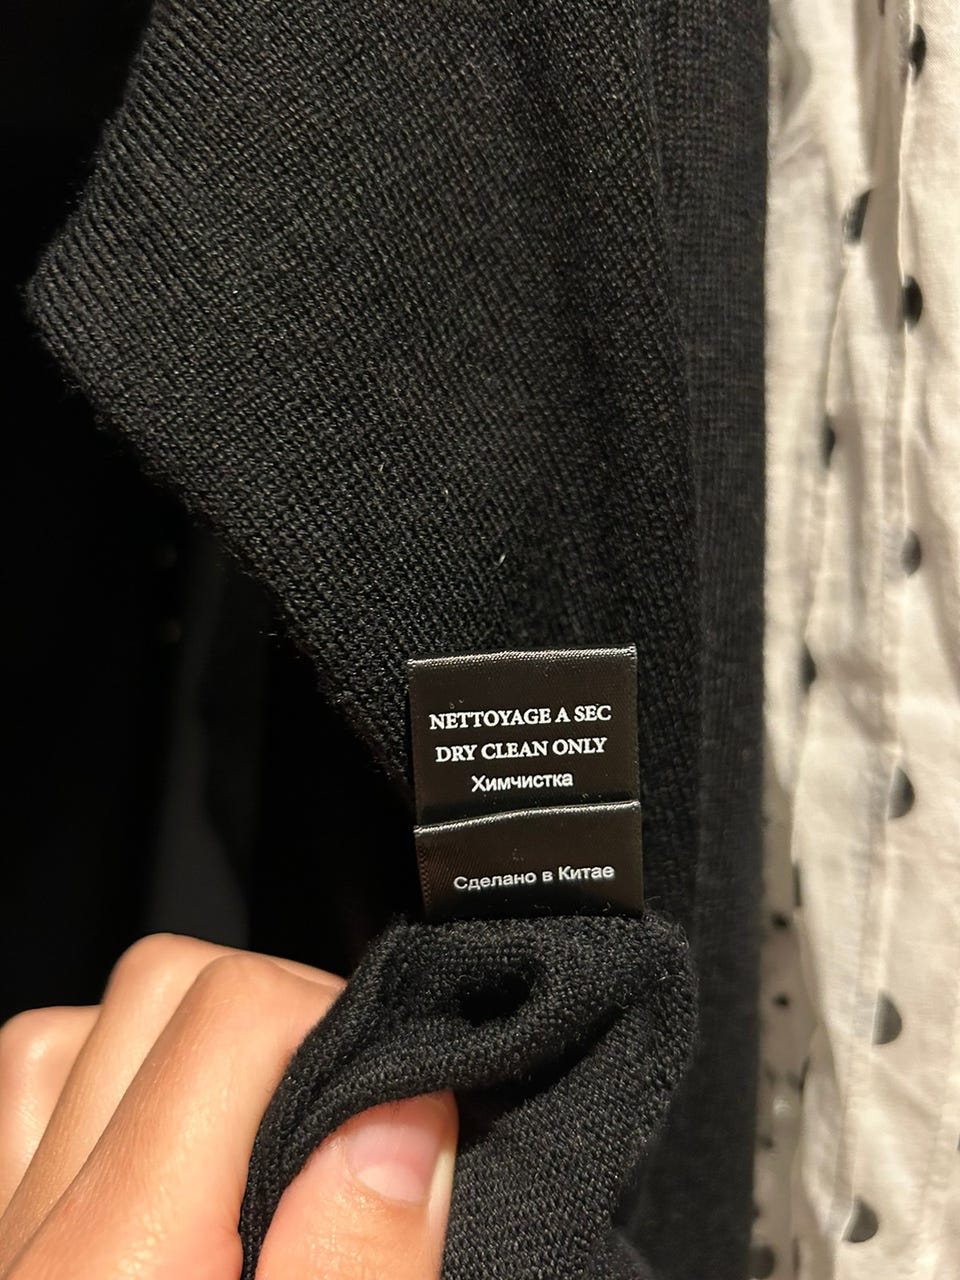 NETTOYAGE A SEC
DRY CLEAN ONLY
Химчистка
Сделано в Китае